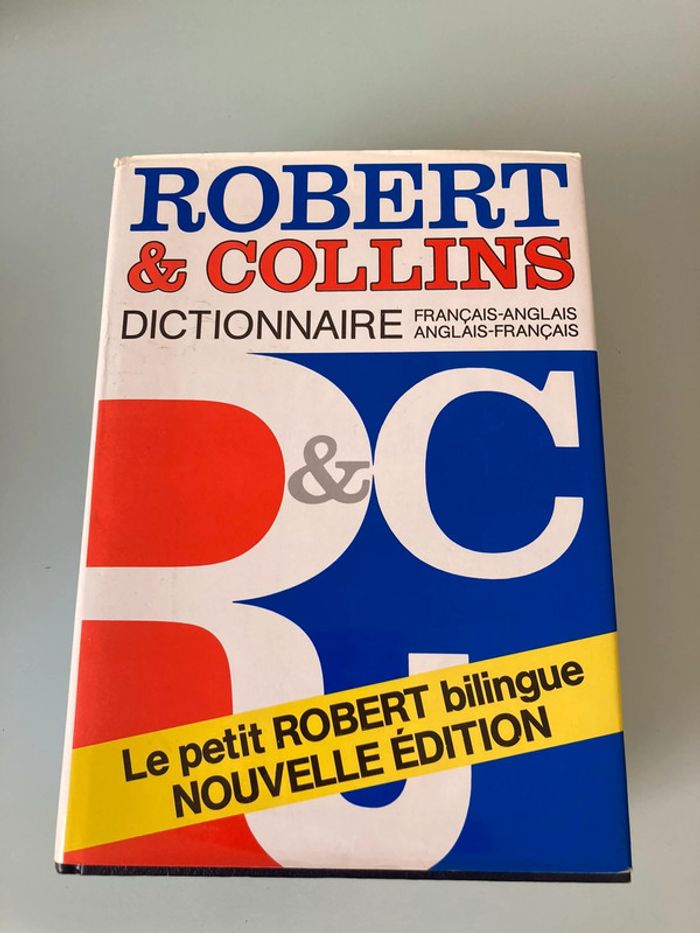 ROBERT
& COLLINS
DICTIONNAIRE FRANÇAIS-ANGLAIS
ANGLAIS-FRANÇAIS
R&C
Le petit ROBERT bilingue
NOUVELLE ÉDITION